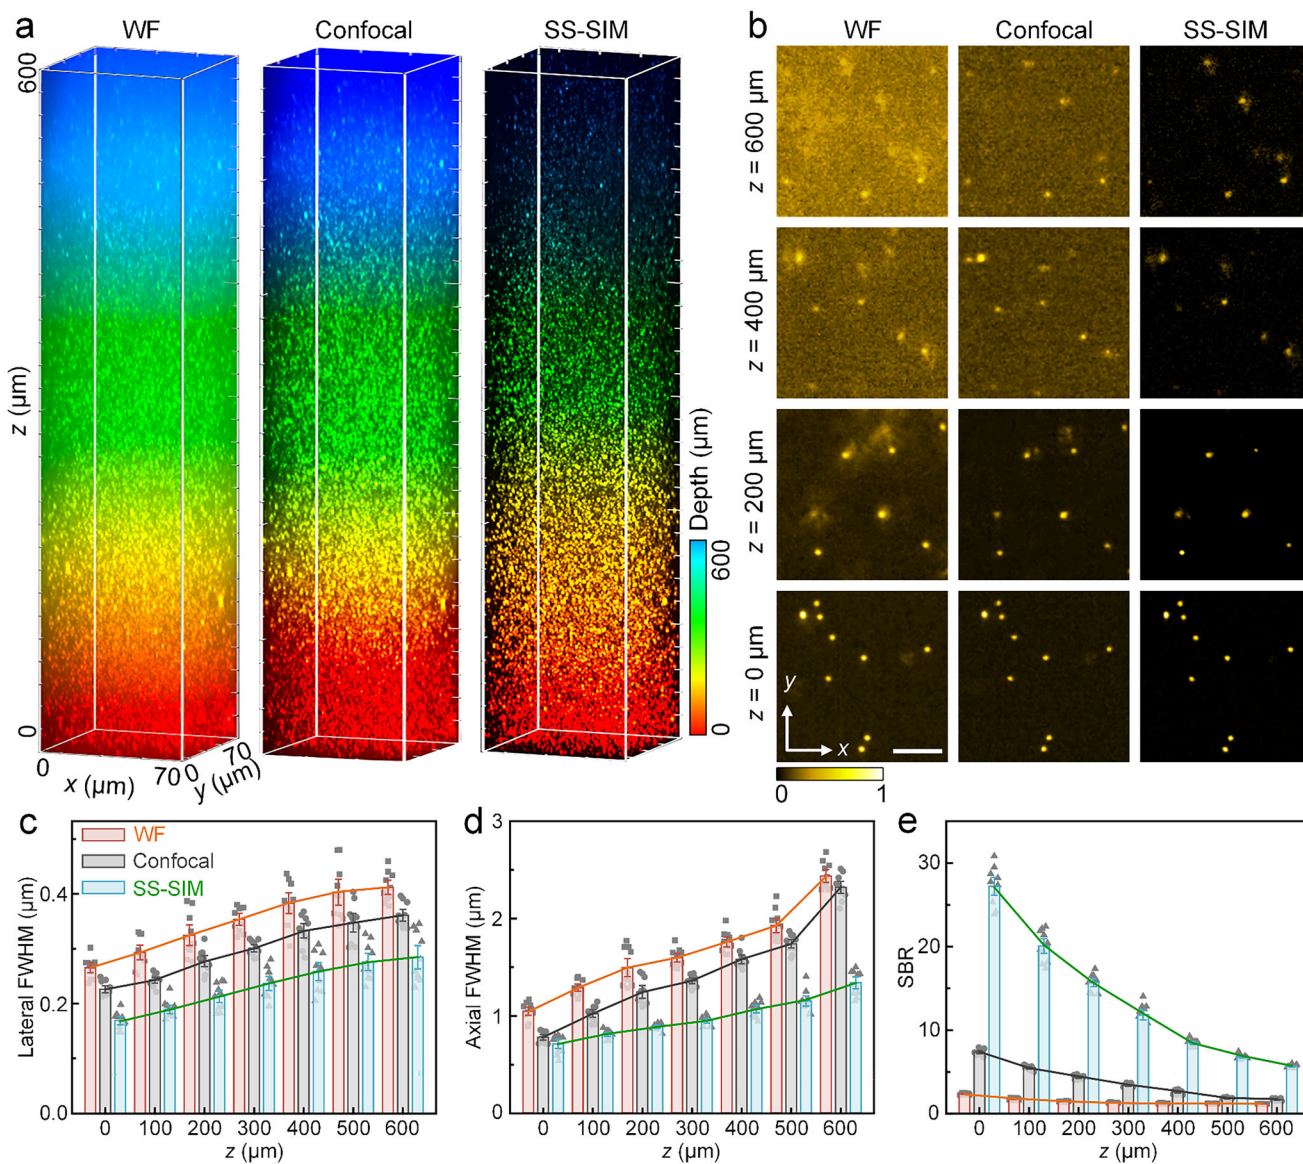 a
WF
Confocal
SS-SIM
600
z (µm)
0
0
x (µm)
70
0
y (µm)
70
Depth (µm)
600
0
b
WF
Confocal
SS-SIM
z = 600 µm
z = 400 µm
z = 200 µm
z = 0 µm
y
x
0
1
c
WF
Confocal
SS-SIM
Lateral FWHM (µm)
0.4
0.2
0.0
0 100 200 300 400 500 600
z (µm)
d
Axial FWHM (µm)
3
2
1
0
0 100 200 300 400 500 600
z (µm)
e
SBR
30
20
10
0
0 100 200 300 400 500 600
z (µm)